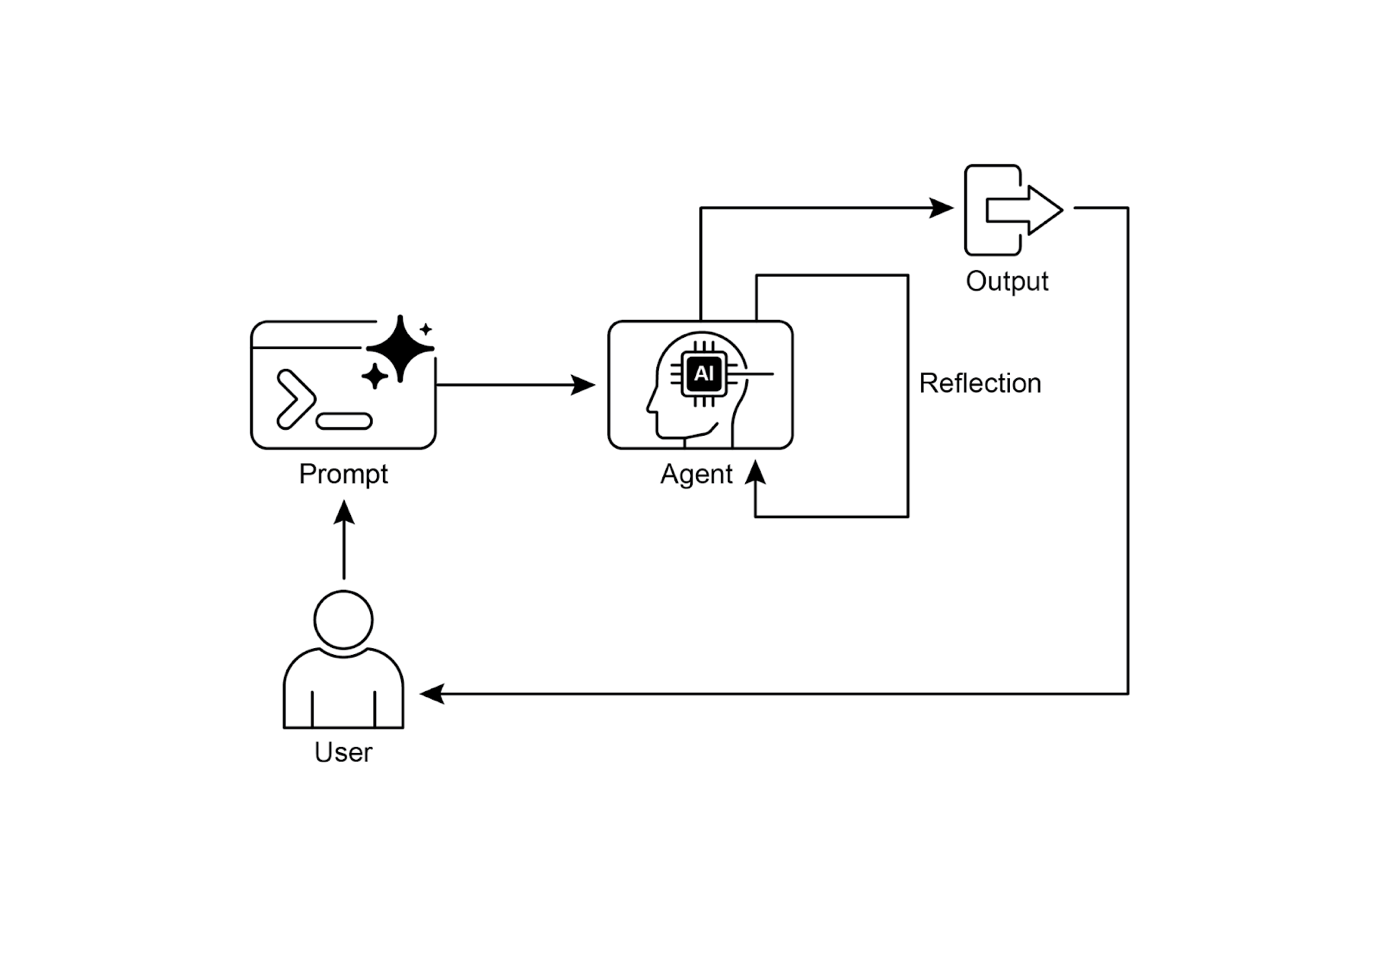 Output
AI
Reflection
Prompt
Agent
User